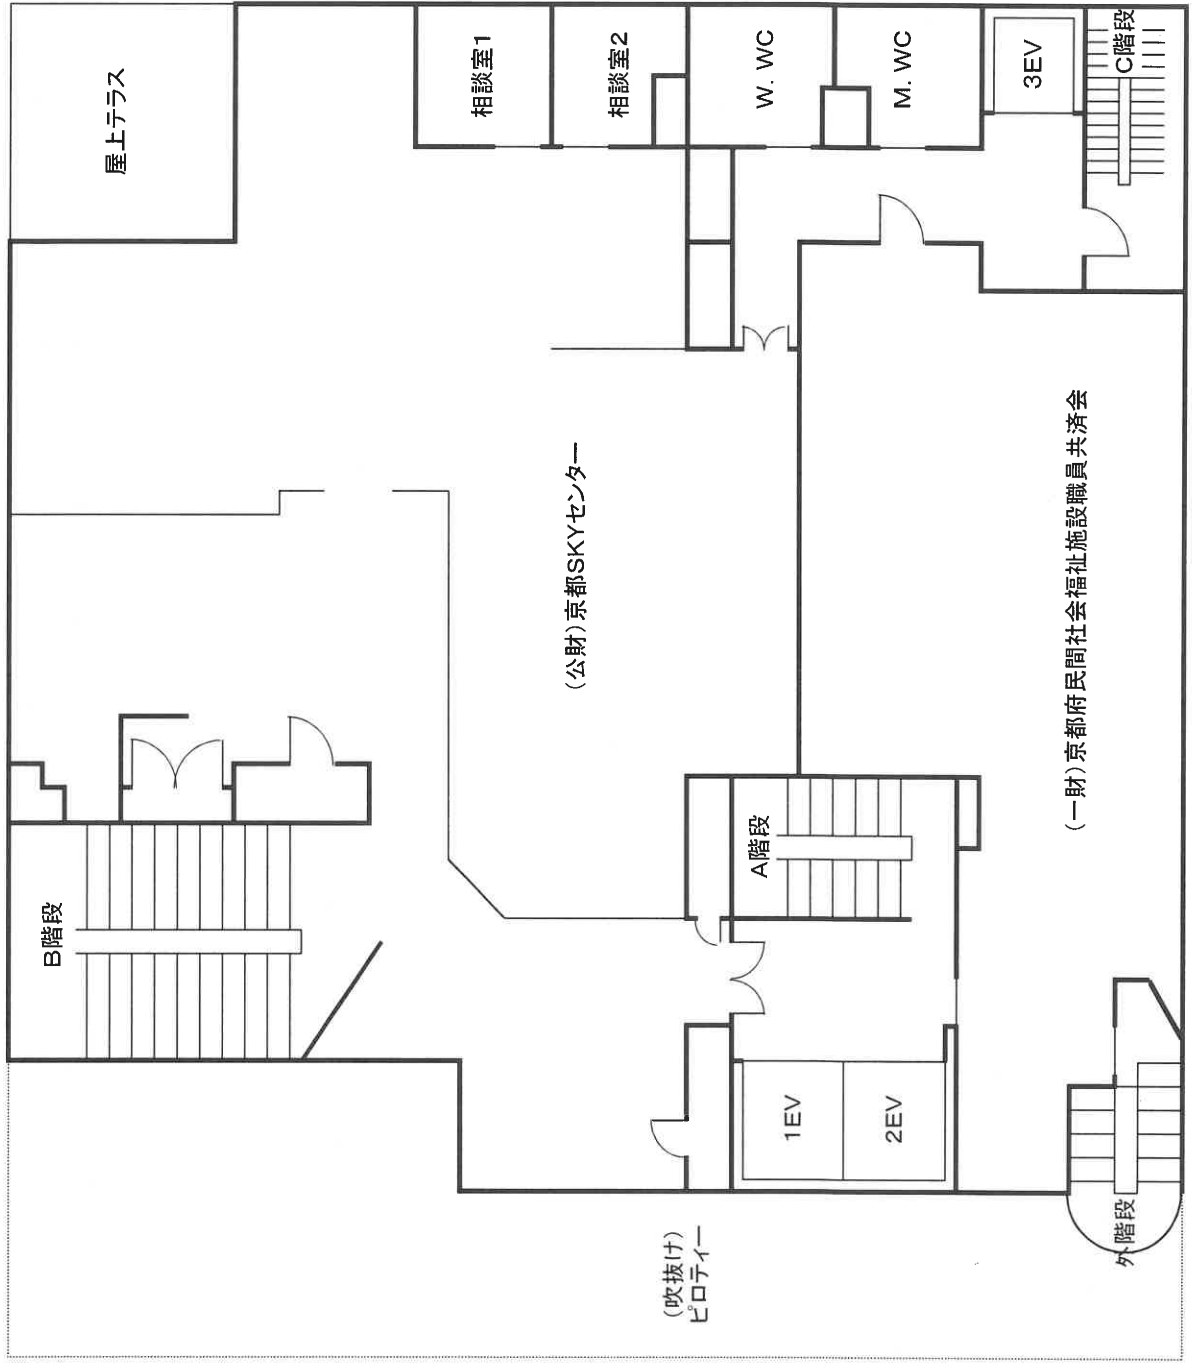 屋上テラス
相談室1
相談室2
W. WC
M. WC
3EV
C階段
(公財)京都SKYセンター
(一財)京都府民間社会福祉施設職員共済会
A階段
B階段
1EV
2EV
外階段
(吹抜け)
ピロティー